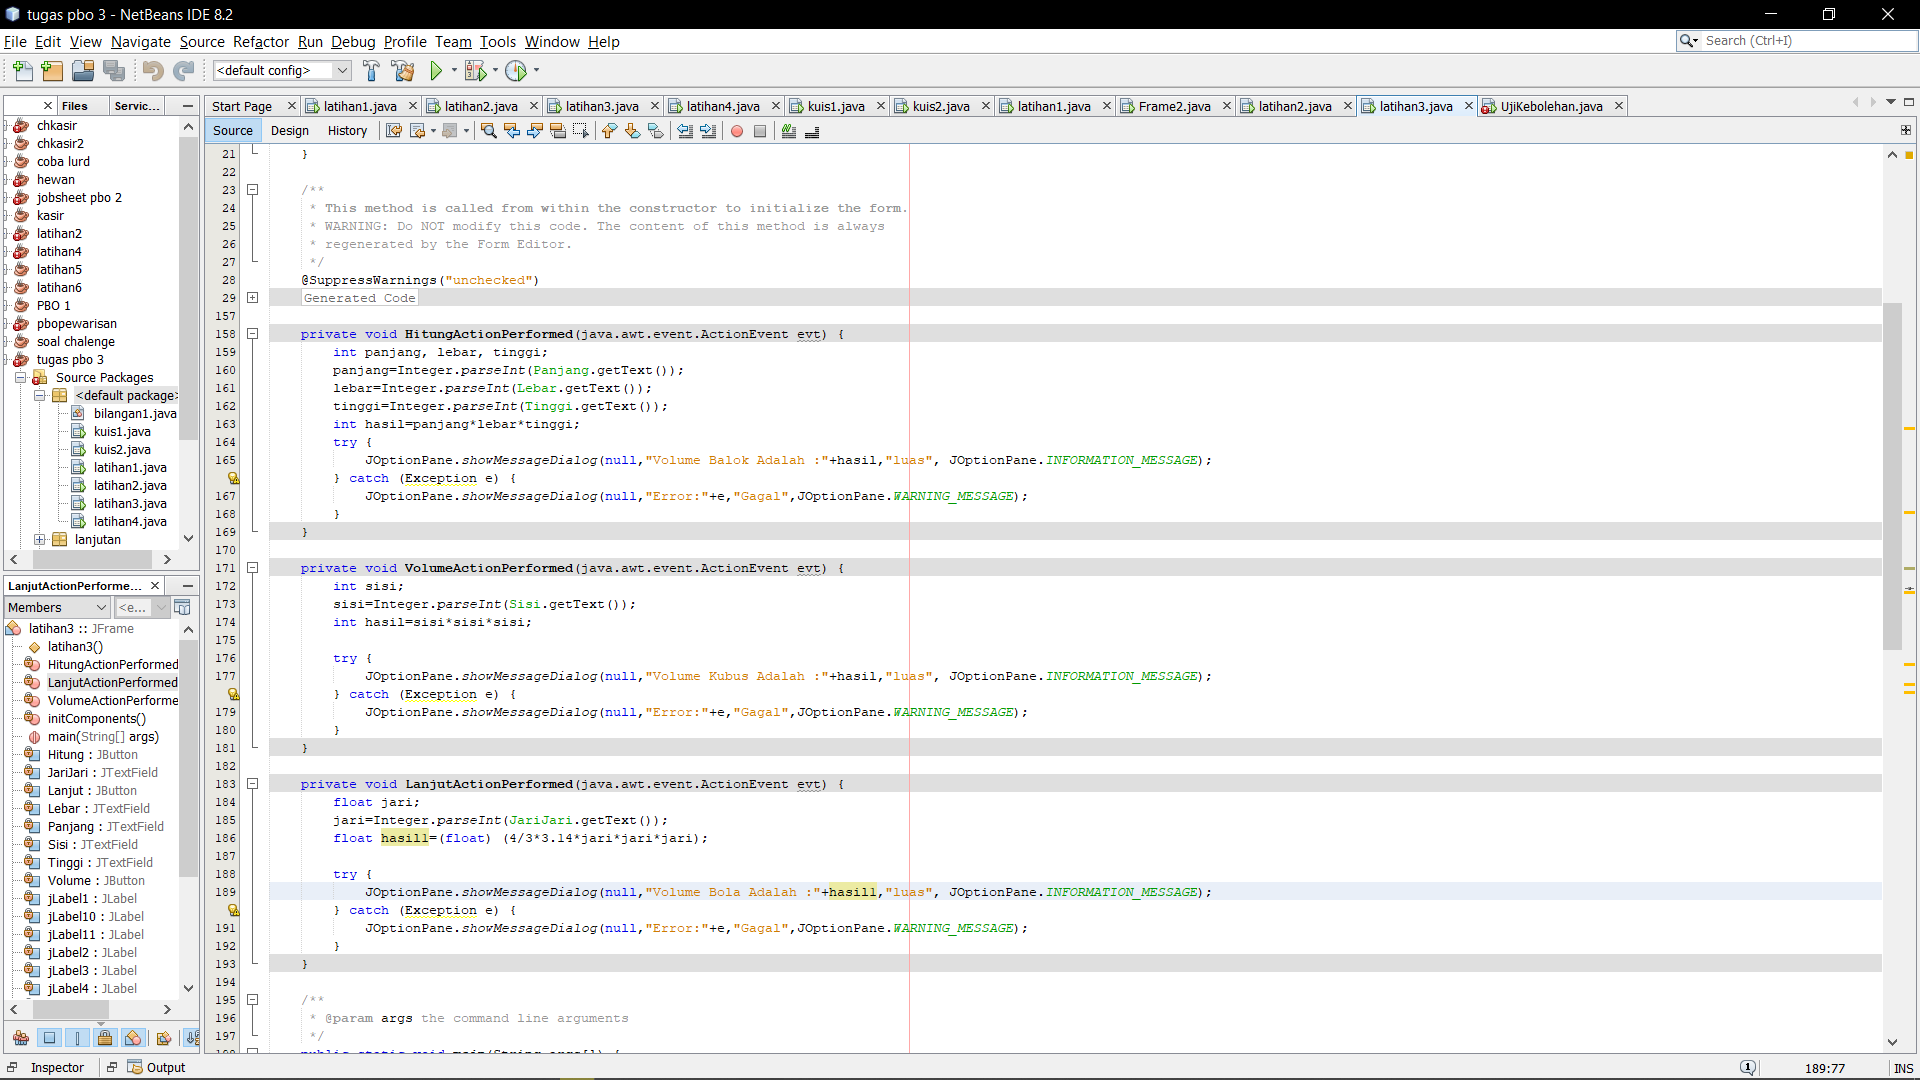 tugas pbo 3 - NetBeans IDE 8.2
File Edit View Navigate Source Refactor Run Debug Profile Team Tools Window Help
Search (Ctrl+I)
<default config>
Files Servic...
Start Page latihan1.java latihan2.java latihan3.java latihan4.java kuis1.java kuis2.java latihan1.java Frame2.java latihan2.java latihan3.java UjiKebolehan.java
Source Design History
chkasir
chkasir2
coba lurd
hewan
jobsheet pbo 2
kasir
latihan2
latihan4
latihan5
latihan6
PBO 1
pbopewarisan
soal chalenge
tugas pbo 3
Source Packages
<default package>
bilangan1.java
kuis1.java
kuis2.java
latihan1.java
latihan2.java
latihan3.java
latihan4.java
lanjutan
LanjutActionPerforme...
Members <e...
latihan3 :: JFrame
latihan3()
HitungActionPerformed
LanjutActionPerformed
VolumeActionPerforme
initComponents()
main(String[] args)
Hitung : JButton
JariJari : JTextField
Lanjut : JButton
Lebar : JTextField
Panjang : JTextField
Sisi : JTextField
Tinggi : JTextField
Volume : JButton
jLabel1 : JLabel
jLabel10 : JLabel
jLabel11 : JLabel
jLabel2 : JLabel
jLabel3 : JLabel
jLabel4 : JLabel
21 }
22
23 /**
24 * This method is called from within the constructor to initialize the form.
25 * WARNING: Do NOT modify this code. The content of this method is always
26 * regenerated by the Form Editor.
27 */
28 @SuppressWarnings("unchecked")
29 Generated Code
157
158 private void HitungActionPerformed(java.awt.event.ActionEvent evt) {
159 int panjang, lebar, tinggi;
160 panjang=Integer.parseInt(Panjang.getText());
161 lebar=Integer.parseInt(Lebar.getText());
162 tinggi=Integer.parseInt(Tinggi.getText());
163 int hasil=panjang*lebar*tinggi;
164 try {
165 JOptionPane.showMessageDialog(null,"Volume Balok Adalah :"+hasil,"luas", JOptionPane.INFORMATION_MESSAGE);
} catch (Exception e) {
167 JOptionPane.showMessageDialog(null,"Error:"+e,"Gagal",JOptionPane.WARNING_MESSAGE);
168 }
169 }
170
171 private void VolumeActionPerformed(java.awt.event.ActionEvent evt) {
172 int sisi;
173 sisi=Integer.parseInt(Sisi.getText());
174 int hasil=sisi*sisi*sisi;
175
176 try {
177 JOptionPane.showMessageDialog(null,"Volume Kubus Adalah :"+hasil,"luas", JOptionPane.INFORMATION_MESSAGE);
} catch (Exception e) {
179 JOptionPane.showMessageDialog(null,"Error:"+e,"Gagal",JOptionPane.WARNING_MESSAGE);
180 }
181 }
182
183 private void LanjutActionPerformed(java.awt.event.ActionEvent evt) {
184 float jari;
185 jari=Integer.parseInt(JariJari.getText());
186 float hasill=(float) (4/3*3.14*jari*jari*jari);
187
188 try {
189 JOptionPane.showMessageDialog(null,"Volume Bola Adalah :"+hasill,"luas", JOptionPane.INFORMATION_MESSAGE);
} catch (Exception e) {
191 JOptionPane.showMessageDialog(null,"Error:"+e,"Gagal",JOptionPane.WARNING_MESSAGE);
192 }
193 }
194
195 /**
196 * @param args the command line arguments
197 */
198 public static void main(String args[]) {
Inspector Output
1 189:77 INS